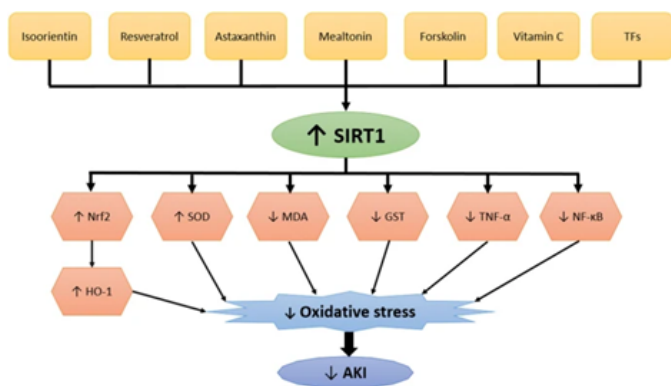 Isoorientin
Resveratrol
Astaxanthin
Mealtonin
Forskolin
Vitamin C
TFs
↑ SIRT1
↑ Nrf2
↑ SOD
↓ MDA
↓ GST
↓ TNF-α
↓ NF-κB
↑ HO-1
↓ Oxidative stress
↓ AKI